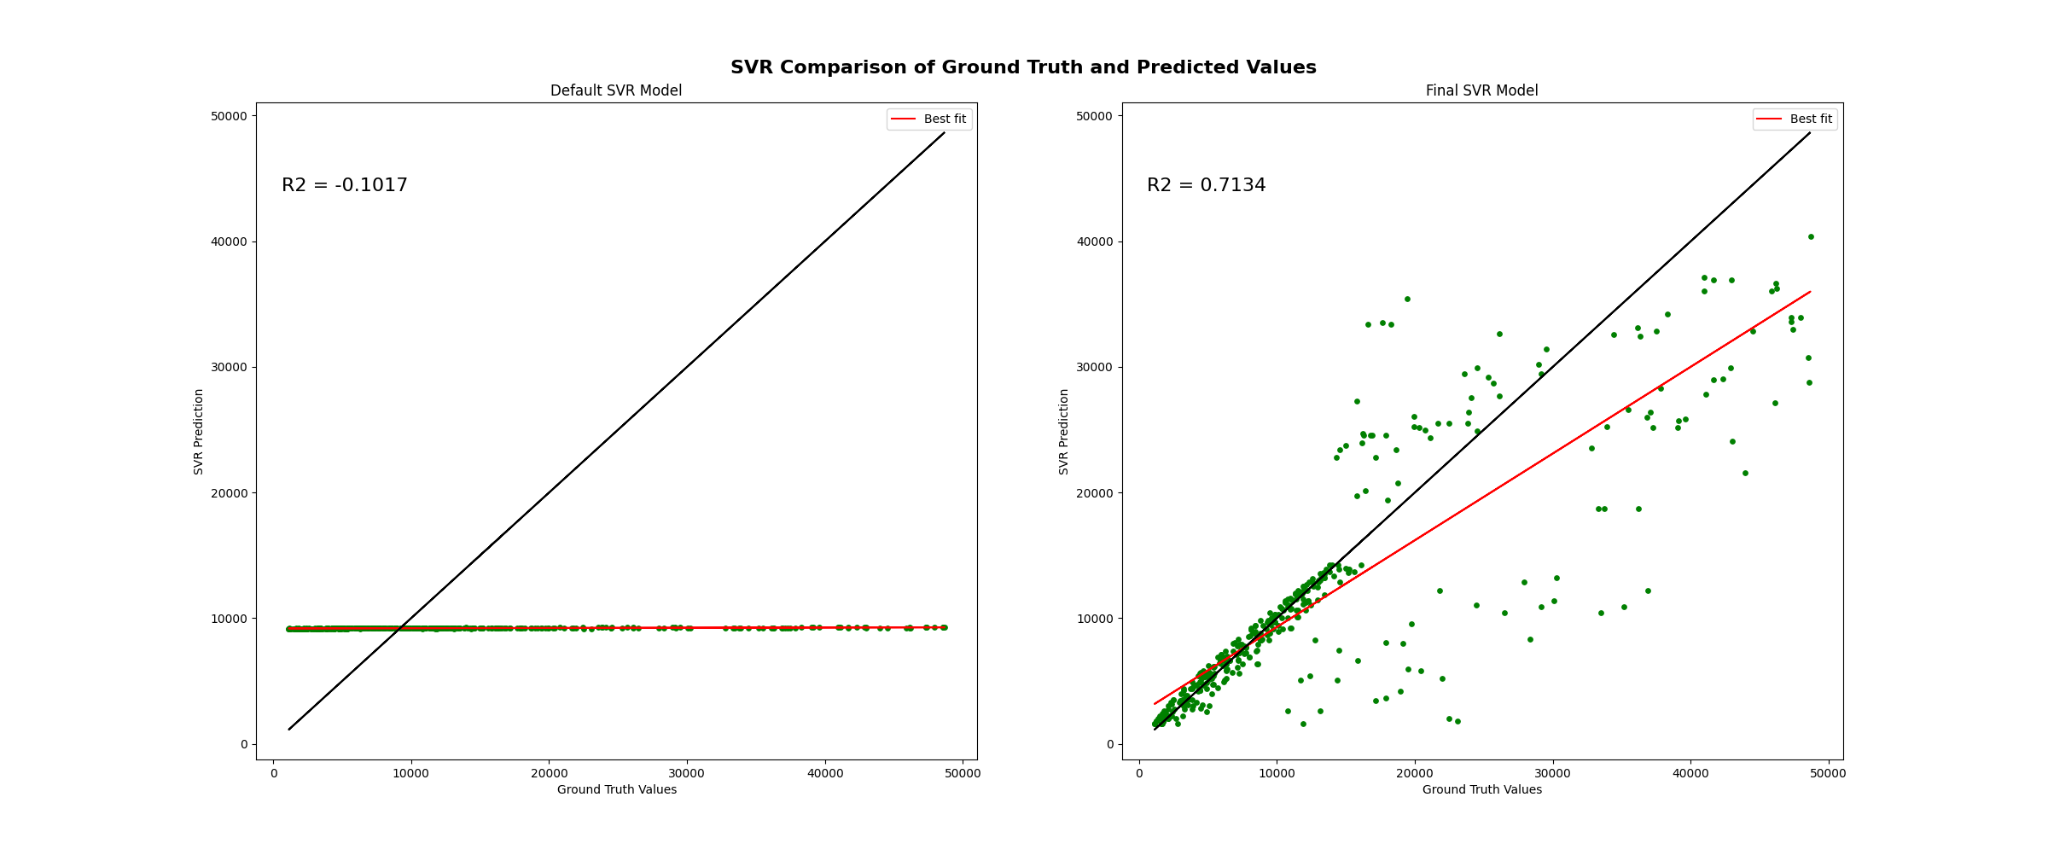 SVR Comparison of Ground Truth and Predicted Values
Default SVR Model
Best fit
R2 = -0.1017
50000
40000
30000
20000
10000
0
SVR Prediction
0 10000 20000 30000 40000 50000
Ground Truth Values
Final SVR Model
Best fit
R2 = 0.7134
50000
40000
30000
20000
10000
0
SVR Prediction
0 10000 20000 30000 40000 50000
Ground Truth Values